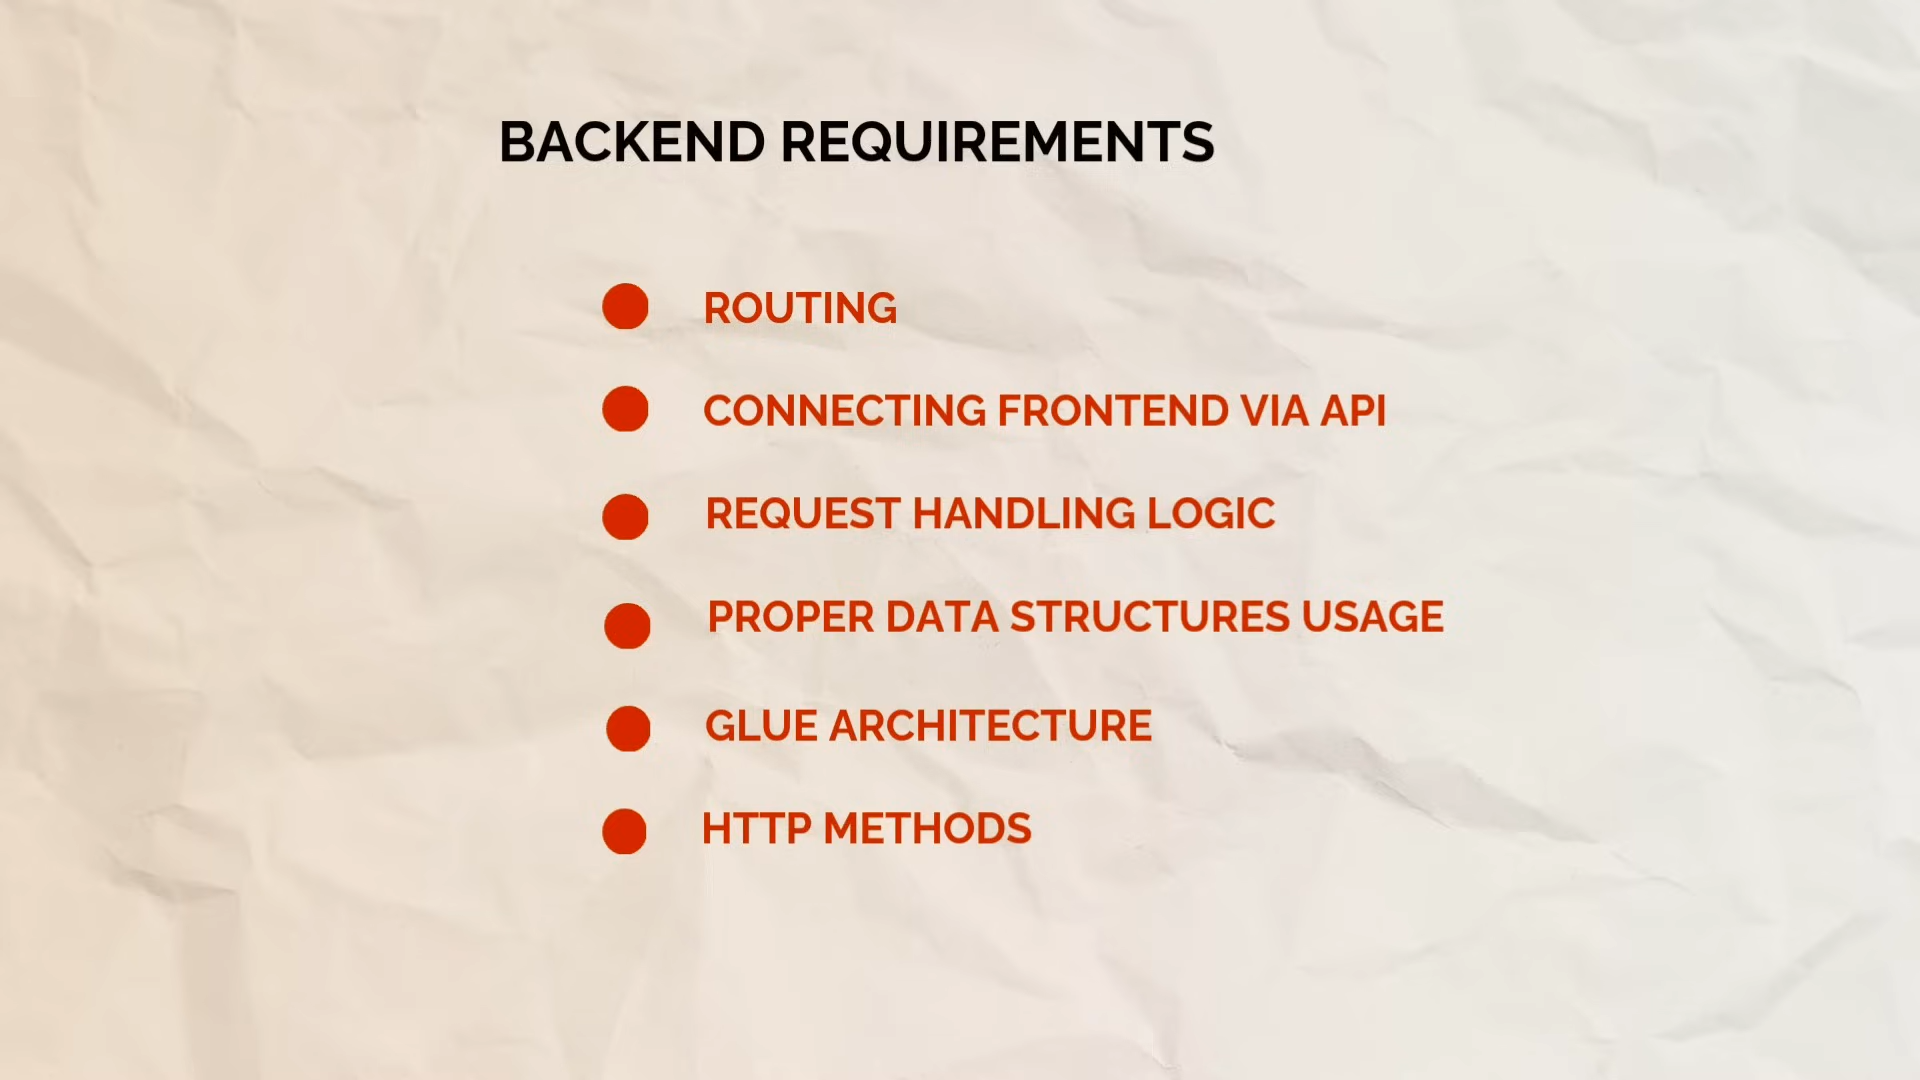 BACKEND REQUIREMENTS
ROUTING
CONNECTING FRONTEND VIA API
REQUEST HANDLING LOGIC
PROPER DATA STRUCTURES USAGE
GLUE ARCHITECTURE
HTTP METHODS